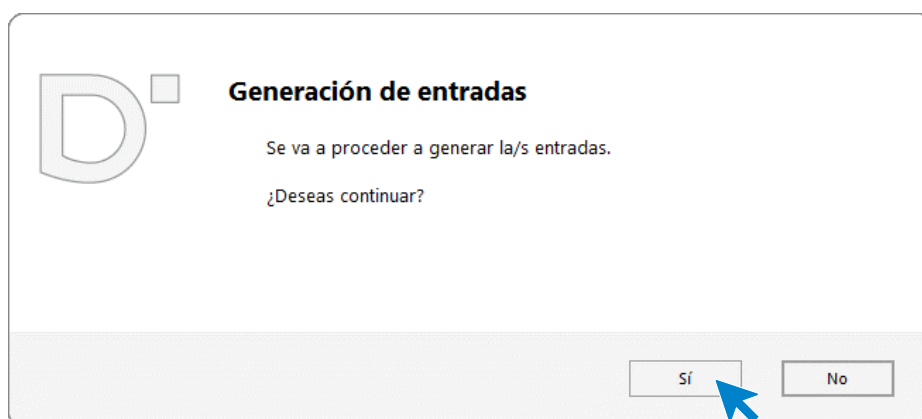 Generación de entradas
Se va a proceder a generar la/s entradas.
¿Deseas continuar?
Sí
No